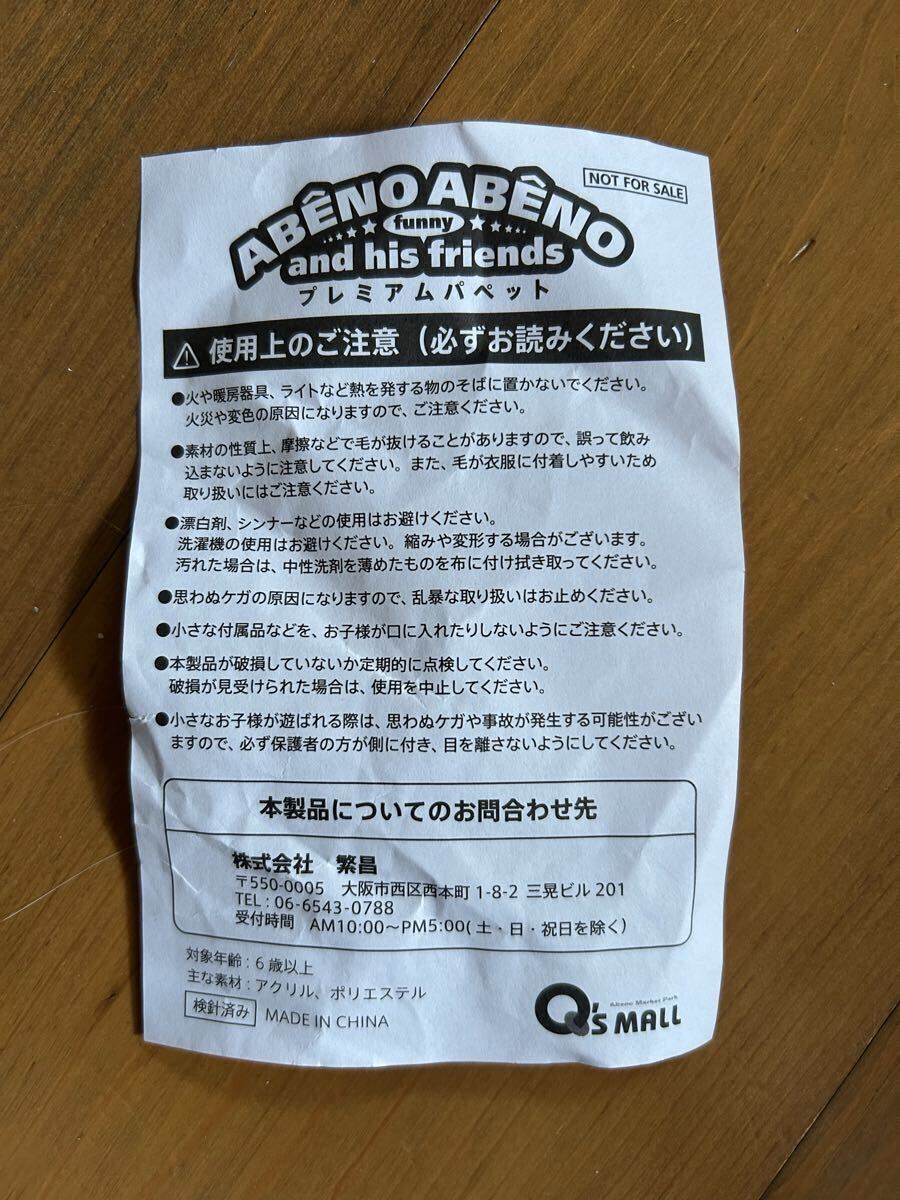 NOT FOR SALE
ABÊNO ABÊNO
funny
and his friends
プレミアムパペット
使用上のご注意（必ずお読みください）
●火や暖房器具、ライトなど熱を発する物のそばに置かないでください。
火災や変色の原因になりますので、ご注意ください。
●素材の性質上、摩擦などで毛が抜けることがありますので、誤って飲み
込まないように注意してください。また、毛が衣服に付着しやすいため
取り扱いにはご注意ください。
●漂白剤、シンナーなどの使用はお避けください。
洗濯機の使用はお避けください。縮みや変形する場合がございます。
汚れた場合は、中性洗剤を薄めたものを布に付け拭き取ってください。
●思わぬケガの原因になりますので、乱暴な取り扱いはお止めください。
●小さな付属品などを、お子様が口に入れたりしないようにご注意ください。
●本製品が破損していないか定期的に点検してください。
破損が見受けられた場合は、使用を中止してください。
●小さなお子様が遊ばれる際は、思わぬケガや事故が発生する可能性がござい
ますので、必ず保護者の方が側に付き、目を離さないようにしてください。
本製品についてのお問合わせ先
株式会社　繁昌
〒550-0005　大阪市西区西本町 1-8-2 三晃ビル 201
TEL : 06-6543-0788
受付時間　AM10:00～PM5:00(土・日・祝日を除く)
対象年齢 : 6 歳以上
主な素材 : アクリル、ポリエステル
検針済み MADE IN CHINA
Abeno Market Park
Q's MALL